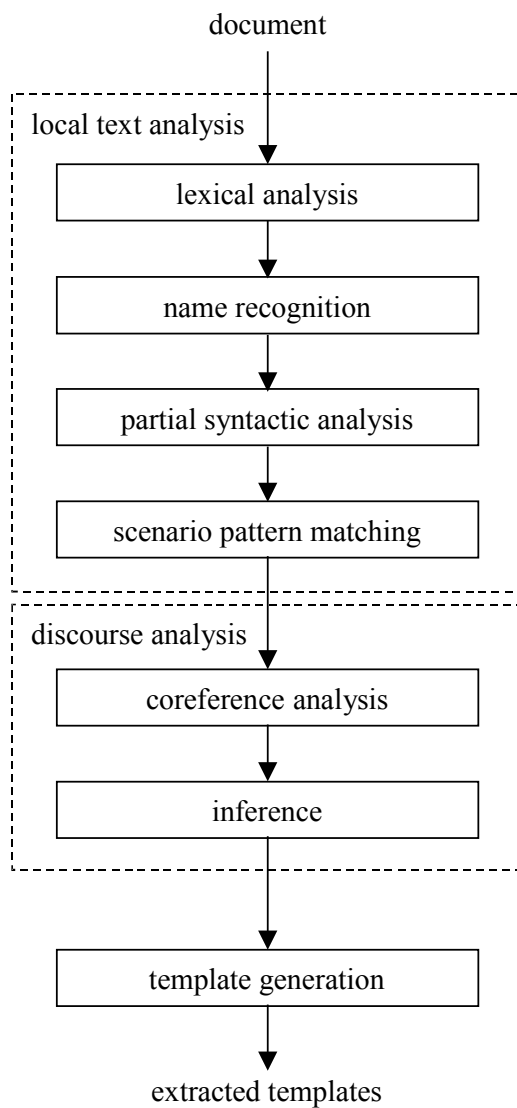 document
local text analysis
lexical analysis
name recognition
partial syntactic analysis
scenario pattern matching
discourse analysis
coreference analysis
inference
template generation
extracted templates